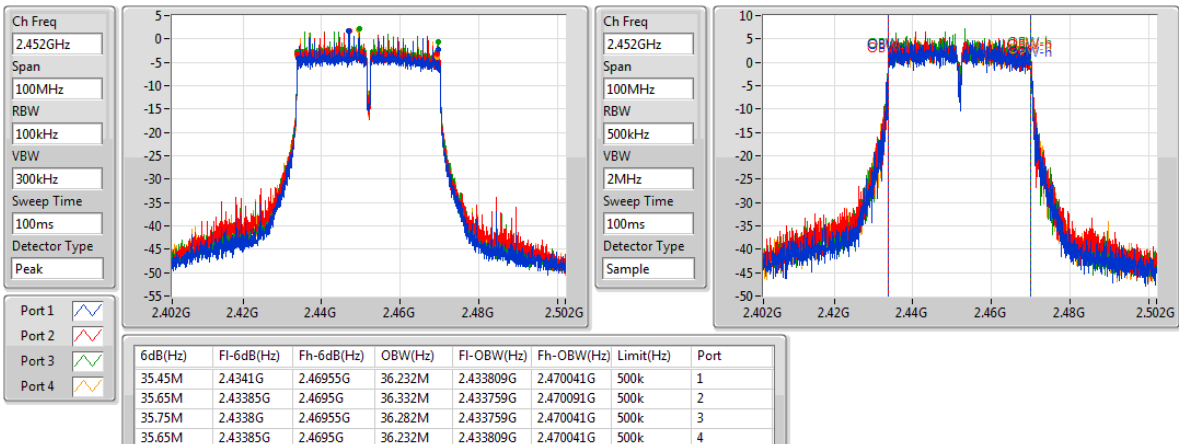 Ch Freq
2.452GHz
Span
100MHz
RBW
100kHz
VBW
300kHz
Sweep Time
100ms
Detector Type
Peak
5
0
-5
-10
-15
-20
-25
-30
-35
-40
-45
-50
-55
2.402G 2.42G 2.44G 2.46G 2.48G 2.502G
Ch Freq
2.452GHz
Span
100MHz
RBW
500kHz
VBW
2MHz
Sweep Time
100ms
Detector Type
Sample
10
5
0
-5
-10
-15
-20
-25
-30
-35
-40
-45
-50
OBW-h
2.402G 2.42G 2.44G 2.46G 2.48G 2.502G
Port 1
Port 2
Port 3
Port 4
6dB(Hz) Fl-6dB(Hz) Fh-6dB(Hz) OBW(Hz) Fl-OBW(Hz) Fh-OBW(Hz) Limit(Hz) Port
35.45M 2.4341G 2.46955G 36.232M 2.433809G 2.470041G 500k 1
35.65M 2.43385G 2.4695G 36.332M 2.433759G 2.470091G 500k 2
35.75M 2.4338G 2.46955G 36.282M 2.433759G 2.470041G 500k 3
35.65M 2.43385G 2.4695G 36.232M 2.433809G 2.470041G 500k 4